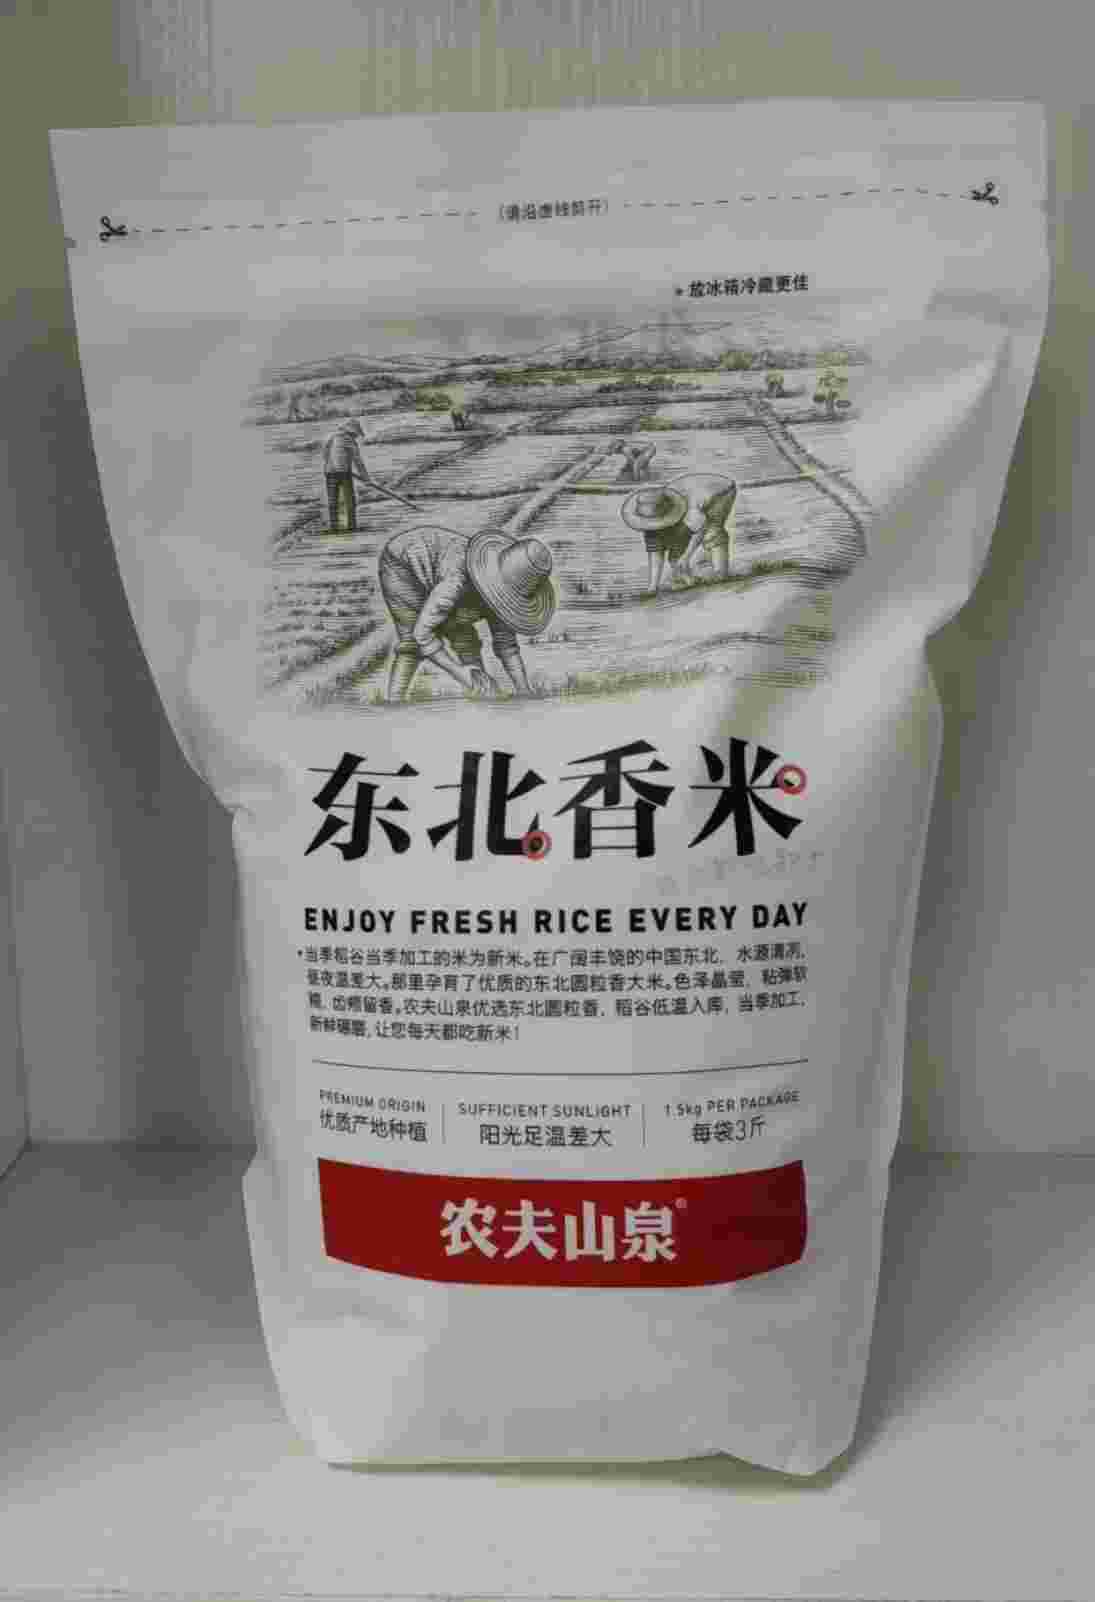 (请沿虚线剪开)
• 放冰箱冷藏更佳
东北香米
ENJOY FRESH RICE EVERY DAY
•当季稻谷当季加工的米为新米。在广阔丰饶的中国东北，水源清冽，
昼夜温差大。那里孕育了优质的东北圆粒香大米。色泽晶莹，粘弹软
糯，齿颊留香。农夫山泉优选东北圆粒香，稻谷低温入库，当季加工，
新鲜碾磨，让您每天都吃新米！
PREMIUM ORIGIN
优质产地种植
SUFFICIENT SUNLIGHT
阳光足温差大
1.5kg PER PACKAGE
每袋3斤
农夫山泉®